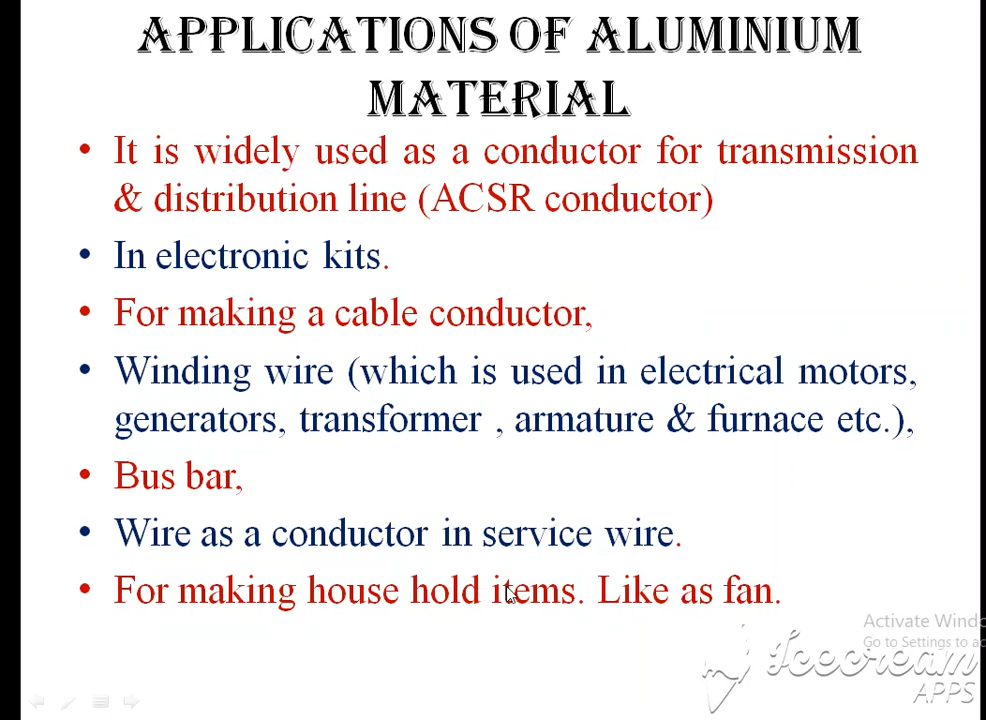 APPLICATIONS OF ALUMINIUM
MATERIAL
• It is widely used as a conductor for transmission
& distribution line (ACSR conductor)
• In electronic kits.
• For making a cable conductor,
• Winding wire (which is used in electrical motors,
generators, transformer , armature & furnace etc.),
• Bus bar,
• Wire as a conductor in service wire.
• For making house hold items. Like as fan.
Activate Windo
Go to Settings to ac
Icecream
APPS